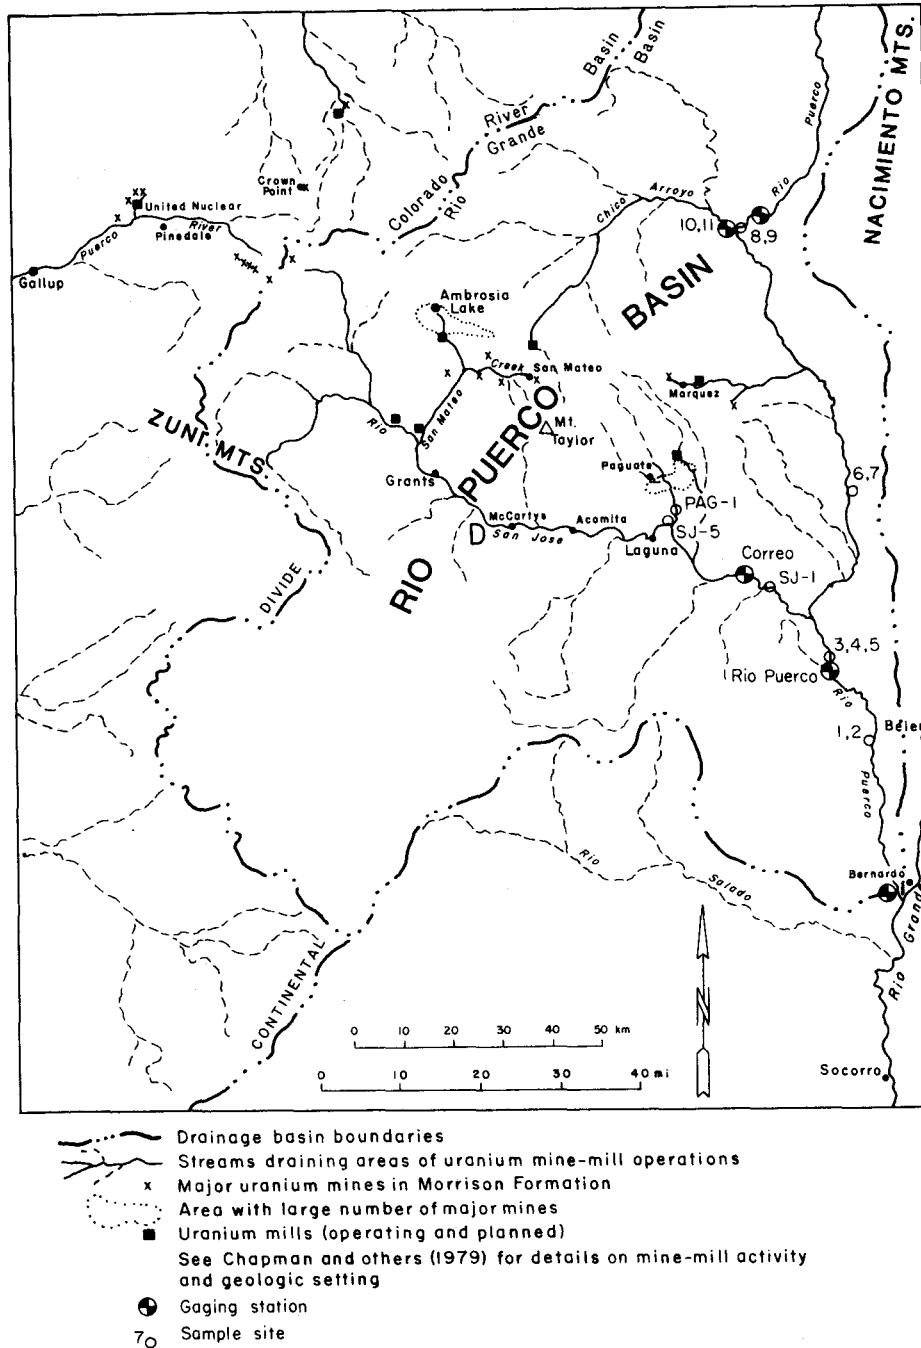 NACIMIENTO MTS.
Basin
Basin
River
Grande
Colorado
Rio
Puerco
Rio
Chico
Arroyo
Crown
Point
United Nuclear
Puerco
River
Pinedale
Gallup
10,11
8,9
BASIN
Ambrosia
Lake
Creek
San Mateo
San Mateo
Marquez
Mt.
Taylor
Rio
ZUNI MTS.
PUERCO
Paguate
6,7
Grants
PAG-1
McCartys
Acomita
SJ-5
D
San Jose
Laguna
Correo
SJ-1
RIO
DIVIDE
3,4,5
Rio Puerco
Rio
1,2
Belen
Puerco
Rio
Salado
Bernardo
Grand
Rio
CONTINENTAL
N
0 10 20 30 40 50 km
0 10 20 30 40 mi
Socorro
Drainage basin boundaries
Streams draining areas of uranium mine-mill operations
x Major uranium mines in Morrison Formation
Area with large number of major mines
Uranium mills (operating and planned)
See Chapman and others (1979) for details on mine-mill activity
and geologic setting
Gaging station
7 Sample site